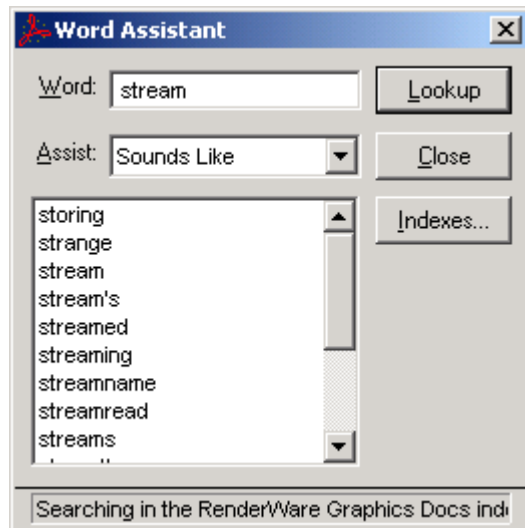 Word Assistant
Word: stream Lookup
Assist: Sounds Like Close
Indexes...
storing
strange
stream
stream's
streamed
streaming
streamname
streamread
streams
Searching in the RenderWare Graphics Docs ind